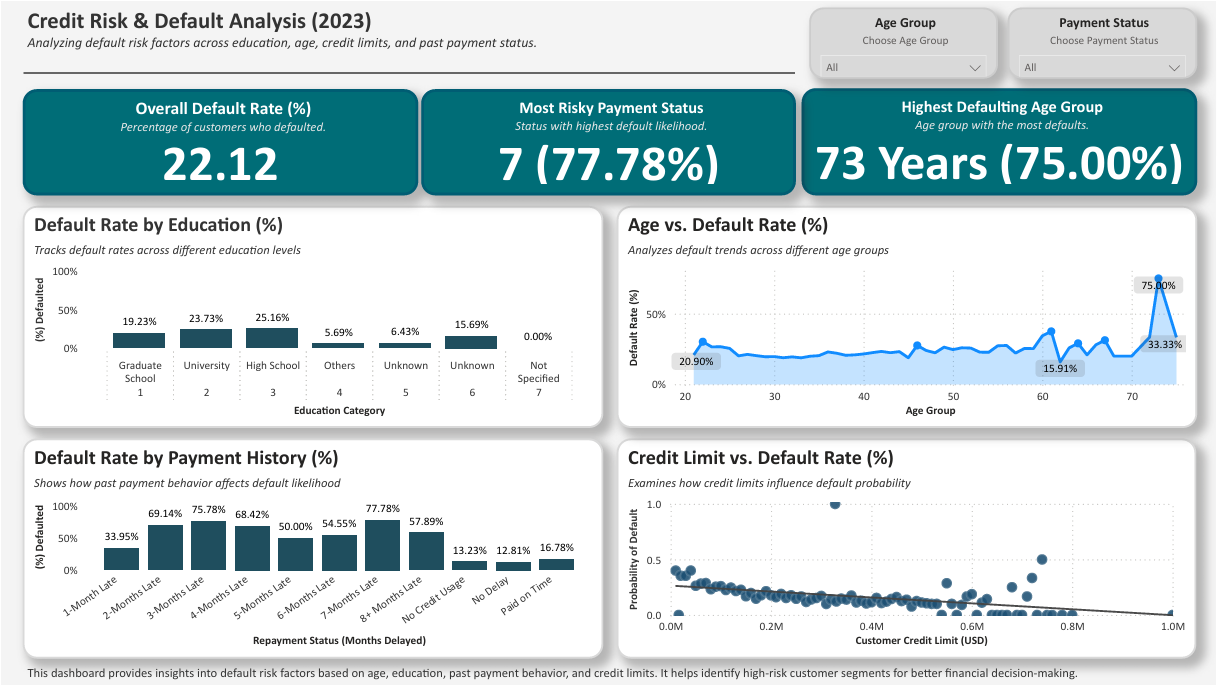 Credit Risk & Default Analysis (2023)
Analyzing default risk factors across education, age, credit limits, and past payment status.
Age Group
Choose Age Group
All
Payment Status
Choose Payment Status
All
Overall Default Rate (%)
Percentage of customers who defaulted.
22.12
Most Risky Payment Status
Status with highest default likelihood.
7 (77.78%)
Highest Defaulting Age Group
Age group with the most defaults.
73 Years (75.00%)
Default Rate by Education (%)
Tracks default rates across different education levels
(%) Defaulted
100%
50%
0%
19.23%
23.73%
25.16%
5.69%
6.43%
15.69%
0.00%
Graduate School
University
High School
Others
Unknown
Unknown
Not Specified
1
2
3
4
5
6
7
Education Category
Age vs. Default Rate (%)
Analyzes default trends across different age groups
Default Rate (%)
50%
0%
20.90%
15.91%
75.00%
33.33%
20
30
40
50
60
70
Age Group
Default Rate by Payment History (%)
Shows how past payment behavior affects default likelihood
(%) Defaulted
100%
50%
0%
33.95%
69.14%
75.78%
68.42%
50.00%
54.55%
77.78%
57.89%
13.23%
12.81%
16.78%
1-Month Late
2-Months Late
3-Months Late
4-Months Late
5-Months Late
6-Months Late
7-Months Late
8+ Months Late
No Credit Usage
No Delay
Paid on Time
Repayment Status (Months Delayed)
Credit Limit vs. Default Rate (%)
Examines how credit limits influence default probability
Probability of Default
1.0
0.5
0.0
0.0M
0.2M
0.4M
0.6M
0.8M
1.0M
Customer Credit Limit (USD)
This dashboard provides insights into default risk factors based on age, education, past payment behavior, and credit limits. It helps identify high-risk customer segments for better financial decision-making.